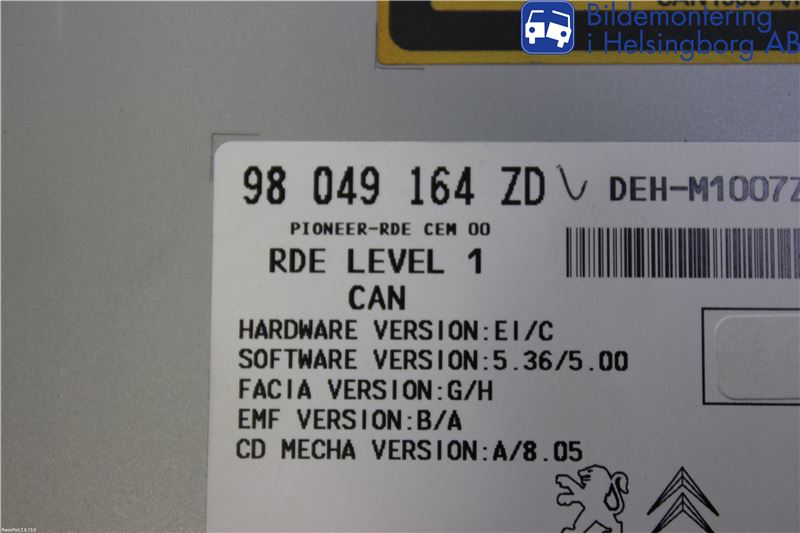 Bildemontering
i Helsingborg AB
98 049 164 ZD DEH-M1007Z
PIONEER-RDE CEM 00
RDE LEVEL 1
CAN
HARDWARE VERSION:EI/C
SOFTWARE VERSION:5.36/5.00
FACIA VERSION:G/H
EMF VERSION:B/A
CD MECHA VERSION:A/8.05